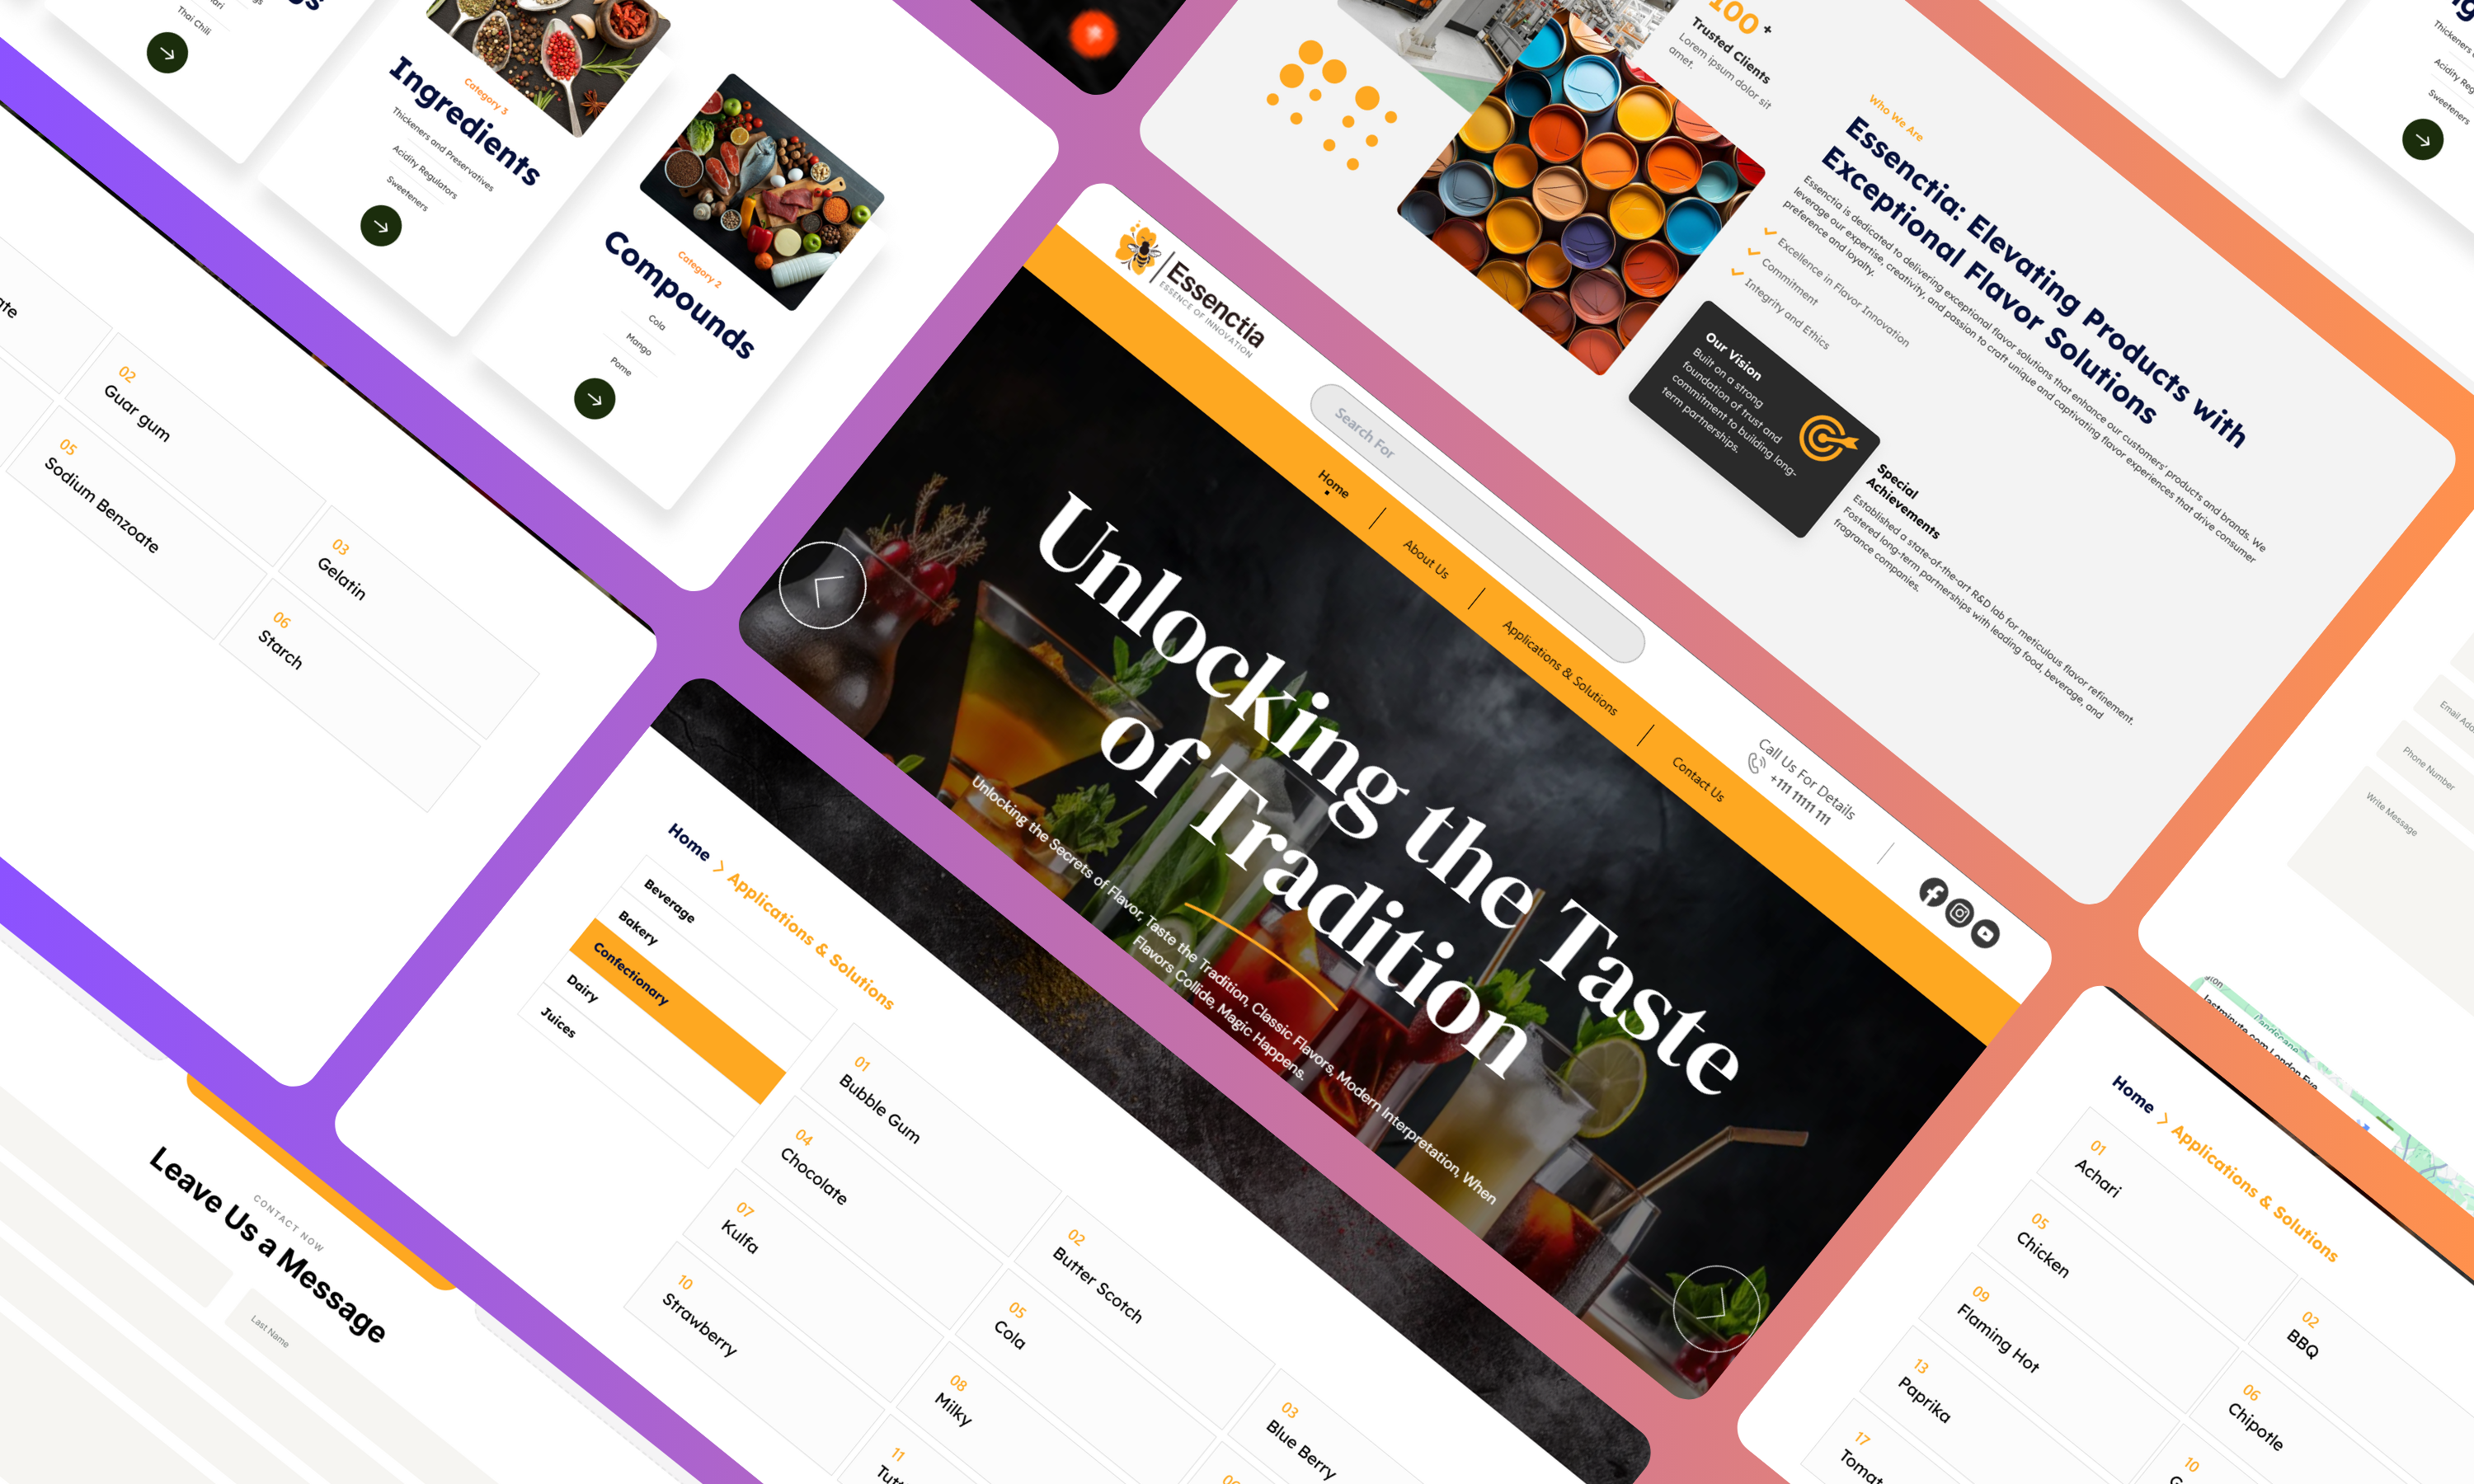 Thai Chili
Category 3
Ingredients
Thickeners and Preservatives
Acidity Regulators
Sweeteners
Category 2
Compounds
Cola
Mango
Pome
02
Guar gum
03
Gelatin
05
Sodium Benzoate
06
Starch
100 +
Trusted Clients
Lorem ipsum dolor sit
amet.
Who We Are
Essenctia: Elevating Products with
Exceptional Flavor Solutions
Essenctia is dedicated to delivering exceptional flavor solutions that enhance our customers' products and brands. We
leverage our expertise, creativity, and passion to craft unique and captivating flavor experiences that drive consumer
preference and loyalty.
Excellence in Flavor Innovation
Commitment
Integrity and Ethics
Our Vision
Built on a strong
foundation of trust and
commitment to building long-
term partnerships.
Special
Achievements
Established a state-of-the-art R&D lab for meticulous flavor refinement.
Fostered long-term partnerships with leading food, beverage, and
fragrance companies.
Essenctia
ESSENCE OF INNOVATION
Search For
Call Us For Details
+111 11111 111
Home
About Us
Applications & Solutions
Contact Us
Unlocking the Taste
of Tradition
Unlocking the Secrets of Flavor, Taste the Tradition, Classic Flavors, Modern Interpretation, When
Flavors Collide, Magic Happens.
Home > Applications & Solutions
Beverage
Bakery
Confectionary
Dairy
Juices
01
Bubble Gum
02
Butter Scotch
03
Blue Berry
04
Chocolate
05
Cola
07
Kulfa
08
Milky
10
Strawberry
11
CONTACT NOW
Leave Us a Message
Last Name
Thickeners
Acidity Reg
Sweeteners
Email Add
Phone Number
Write Message
Landscape
lastminute.com London Eye
Home > Applications & Solutions
01
Achari
02
BBQ
05
Chicken
06
Chipotle
09
Flaming Hot
10
13
Paprika
17
Tomat